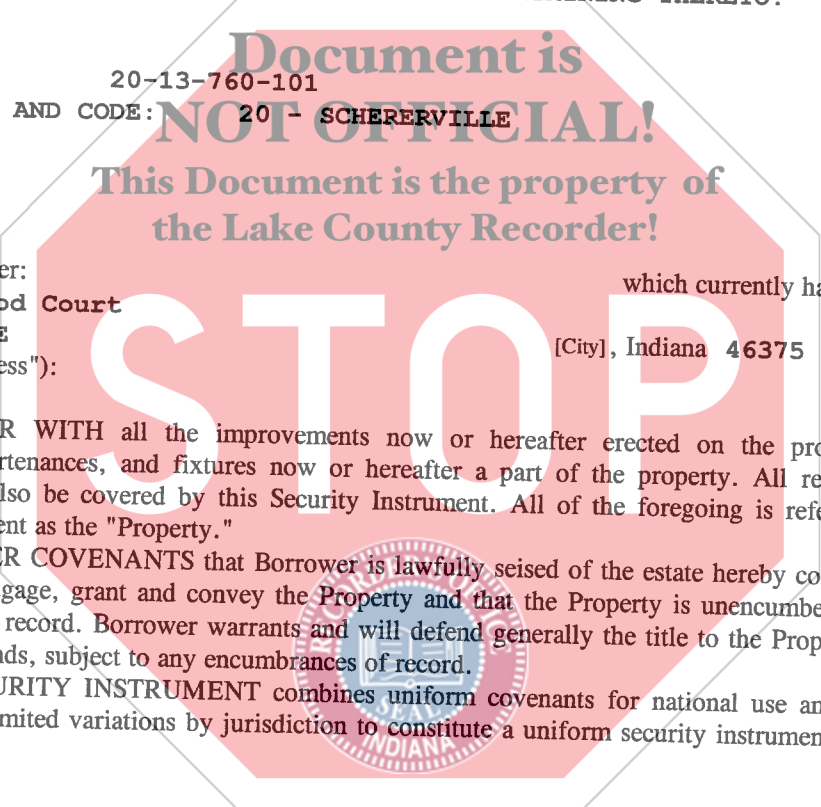 THERETO.
Document is
20-13-760-101
AND CODE: 20 - SCHERERVILLE
NOT OFFICIAL!
This Document is the property of
the Lake County Recorder!
er:
which currently ha
od Court
E
[City], Indiana 46375
ess"):
STOP
R WITH all the improvements now or hereafter erected on the pro
rtenances, and fixtures now or hereafter a part of the property. All re
lso be covered by this Security Instrument. All of the foregoing is refe
ent as the "Property."
ER COVENANTS that Borrower is lawfully seised of the estate hereby co
gage, grant and convey the Property and that the Property is unencumbe
record. Borrower warrants and will defend generally the title to the Prop
nds, subject to any encumbrances of record.
URITY INSTRUMENT combines uniform covenants for national use an
mited variations by jurisdiction to constitute a uniform security instrumen
SEAL
INDIANA